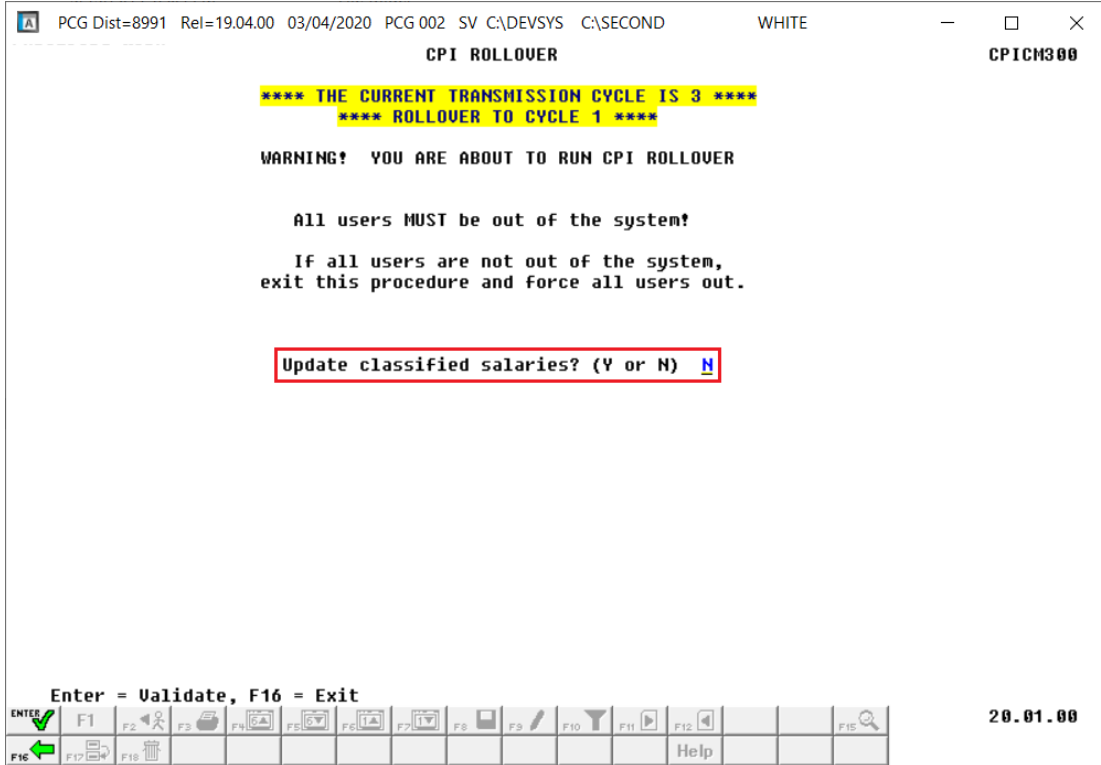 PCG Dist=8991 Rel=19.04.00 03/04/2020 PCG 002 SV C:\DEVSYS C:\SECOND WHITE
CPI ROLLOVER CPICM300
**** THE CURRENT TRANSMISSION CYCLE IS 3 ****
**** ROLLOVER TO CYCLE 1 ****
WARNING! YOU ARE ABOUT TO RUN CPI ROLLOVER
All users MUST be out of the system!
If all users are not out of the system,
exit this procedure and force all users out.
Update classified salaries? (Y or N) N
Enter = Validate, F16 = Exit
ENTER F1 F2 F3 F4 6 F5 6 F6 1 F7 1 F8 F9 F10 F11 F12 F15 20.01.00
F16 F17 F18 Help